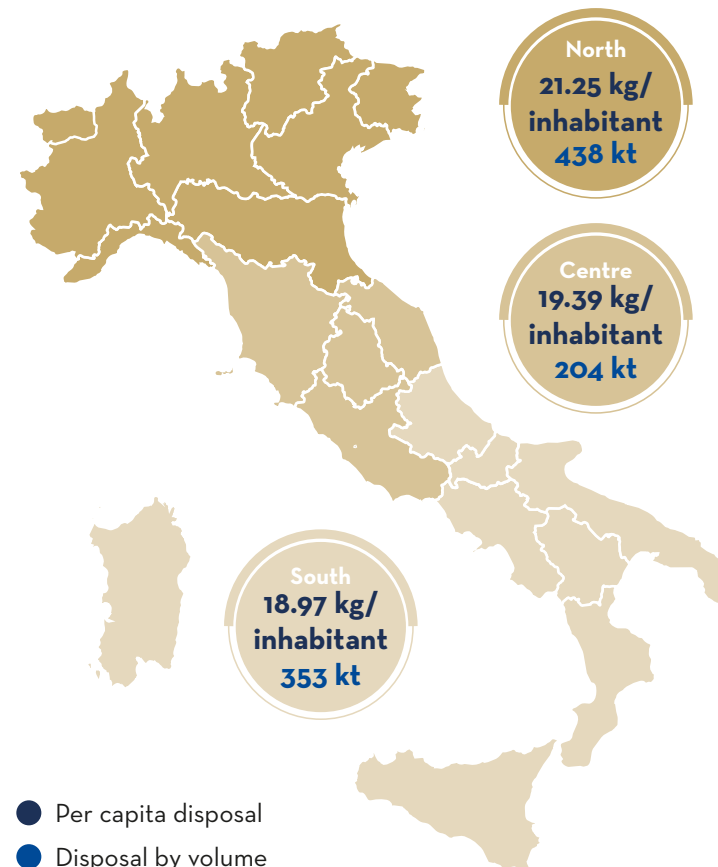 North
21.25 kg/
inhabitant
438 kt
Centre
19.39 kg/
inhabitant
204 kt
South
18.97 kg/
inhabitant
353 kt
Per capita disposal
Disposal by volume